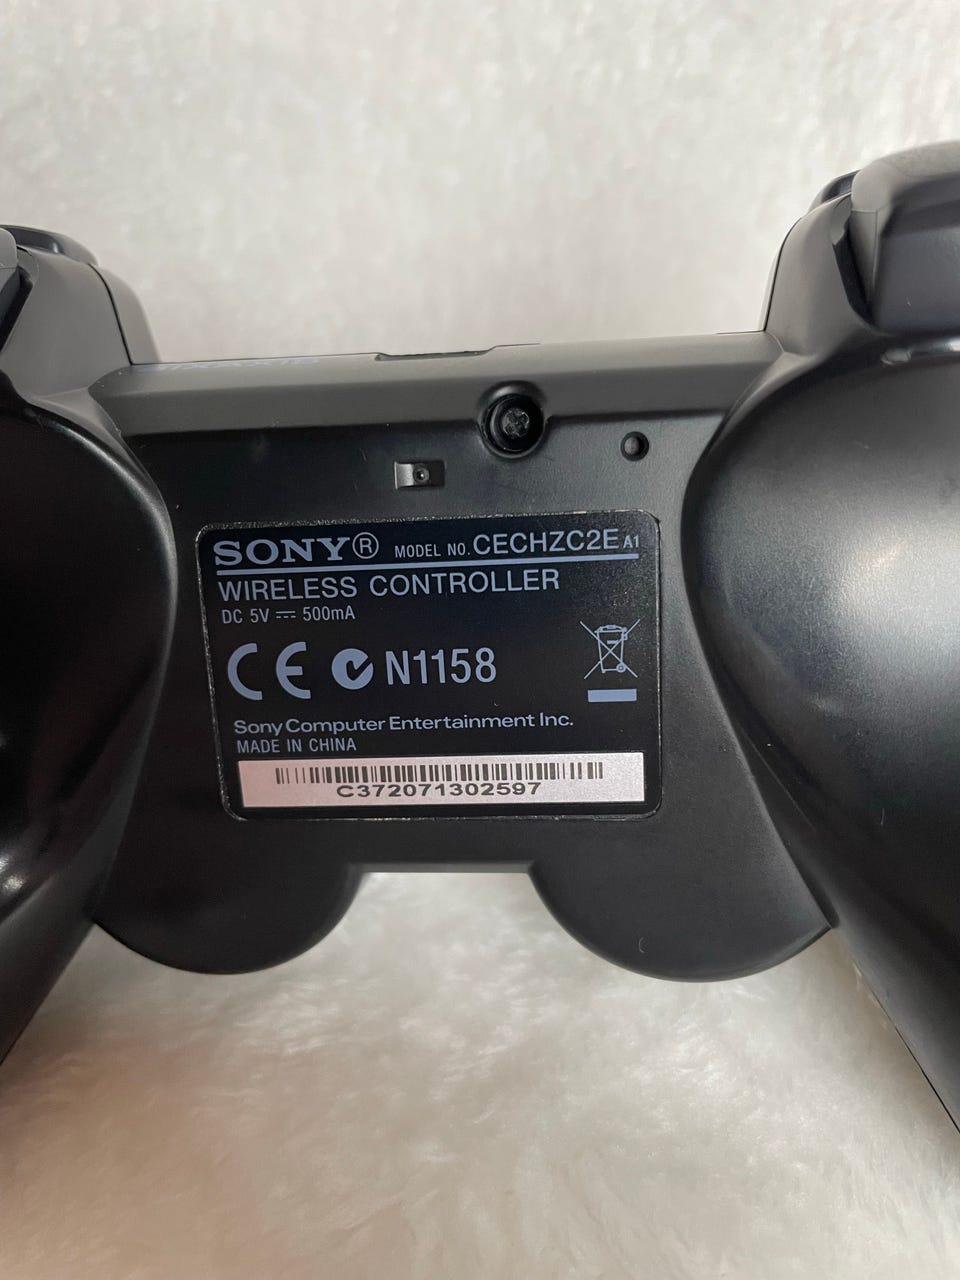 SIXAXIS
SONY® MODEL NO. CECHZC2E A1
WIRELESS CONTROLLER
DC 5V ⎓ 500mA
CE N1158
Sony Computer Entertainment Inc.
MADE IN CHINA
C372071302597